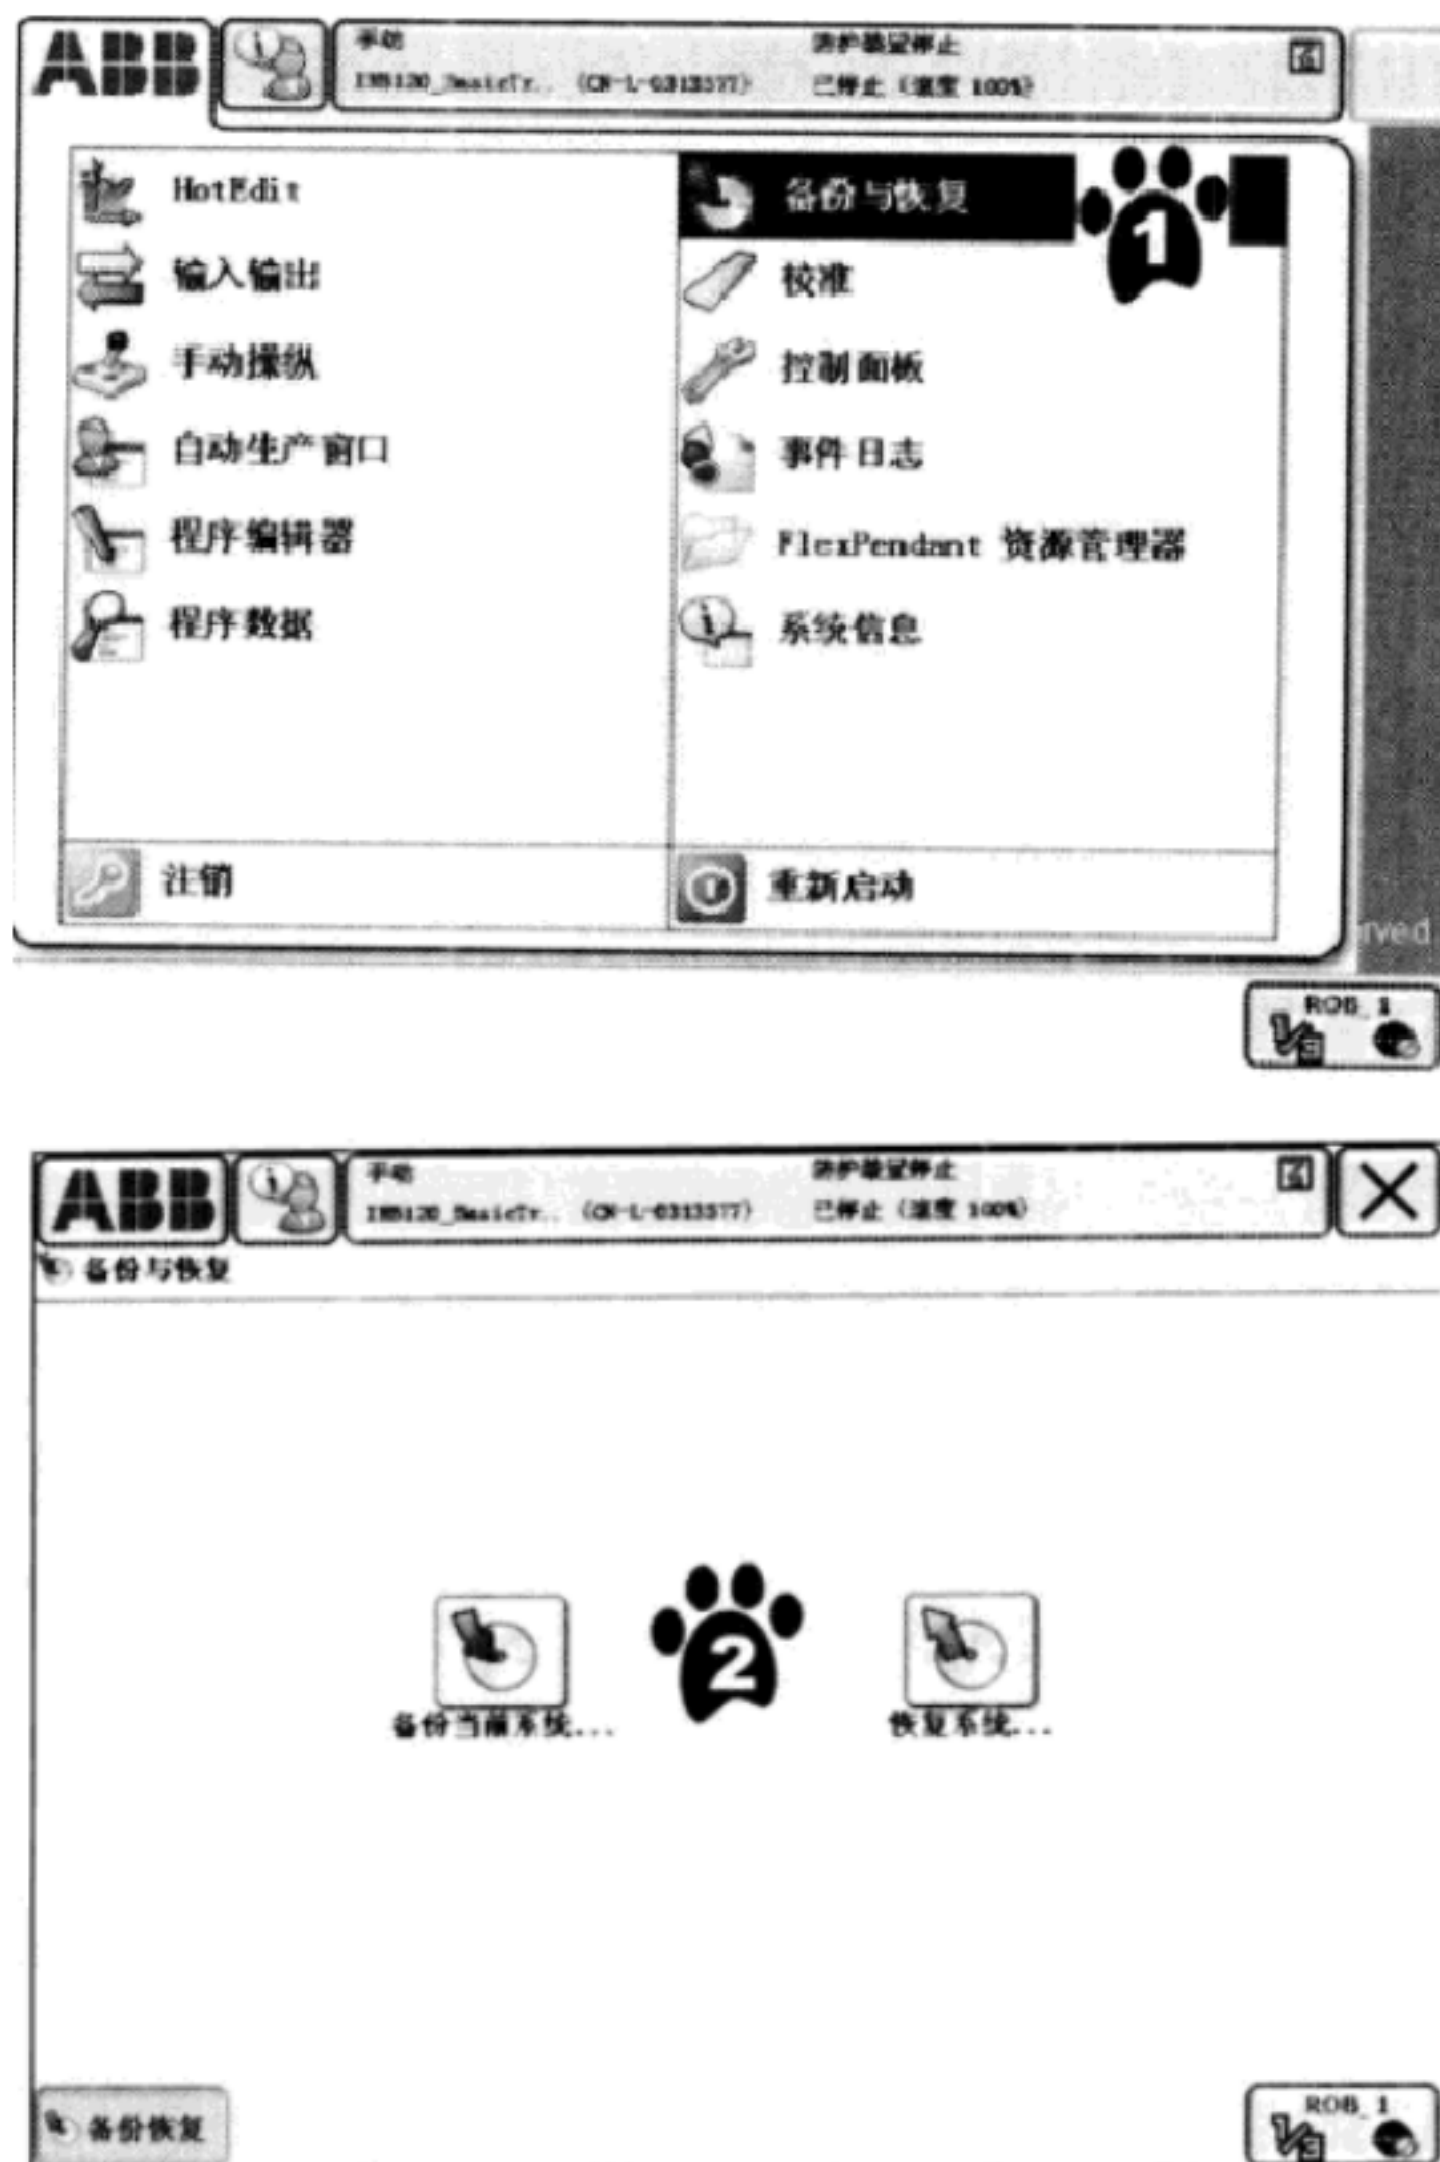 ABB
手动
防护装置停止
已停止 (速度 100%)
HotEdit
备份与恢复
1
输入输出
校准
手动操纵
控制面板
自动生产窗口
事件日志
程序编辑器
FlexPendant 资源管理器
程序数据
系统信息
注销
重新启动
rved
ROB_1
ABB
手动
防护装置停止
已停止 (速度 100%)
备份与恢复
2
备份当前系统...
恢复系统...
备份恢复
ROB_1